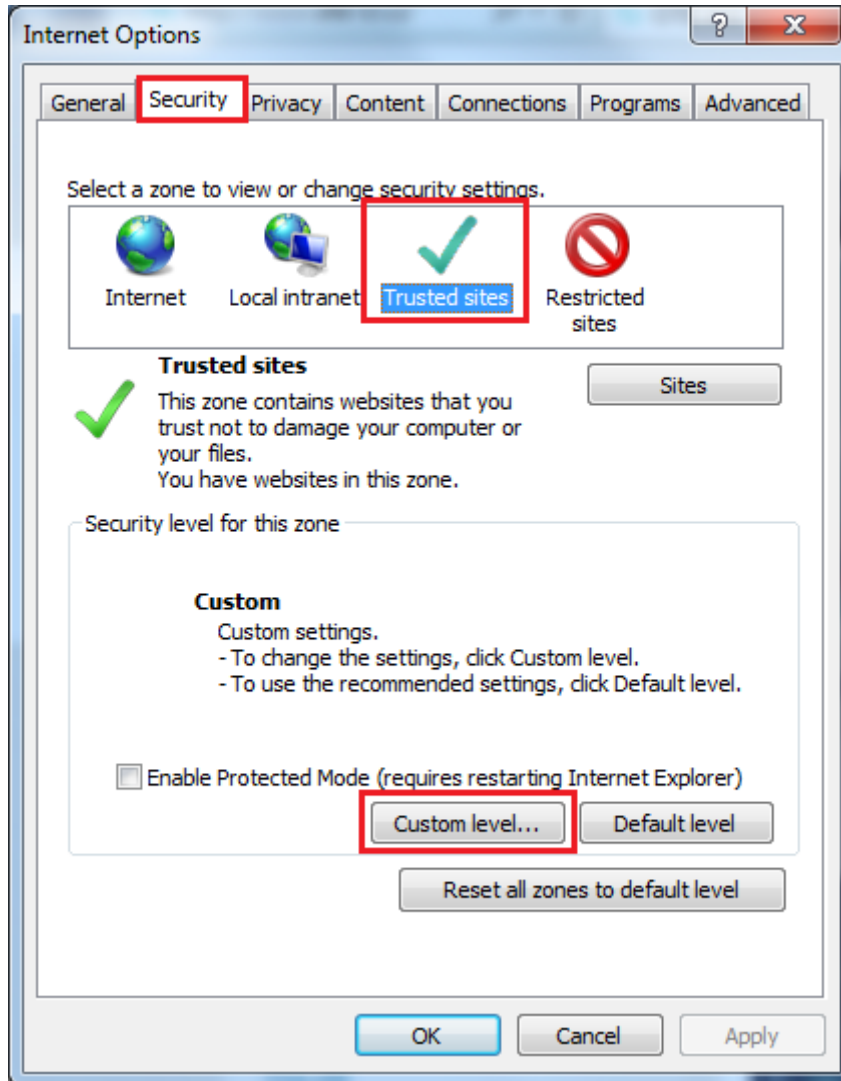 Internet Options
?
General Security Privacy Content Connections Programs Advanced
Select a zone to view or change security settings.
Internet Local intranet Trusted sites Restricted
sites
Trusted sites
Sites
This zone contains websites that you
trust not to damage your computer or
your files.
You have websites in this zone.
Security level for this zone
Custom
Custom settings.
- To change the settings, click Custom level.
- To use the recommended settings, click Default level.
Enable Protected Mode (requires restarting Internet Explorer)
Custom level... Default level
Reset all zones to default level
OK Cancel Apply